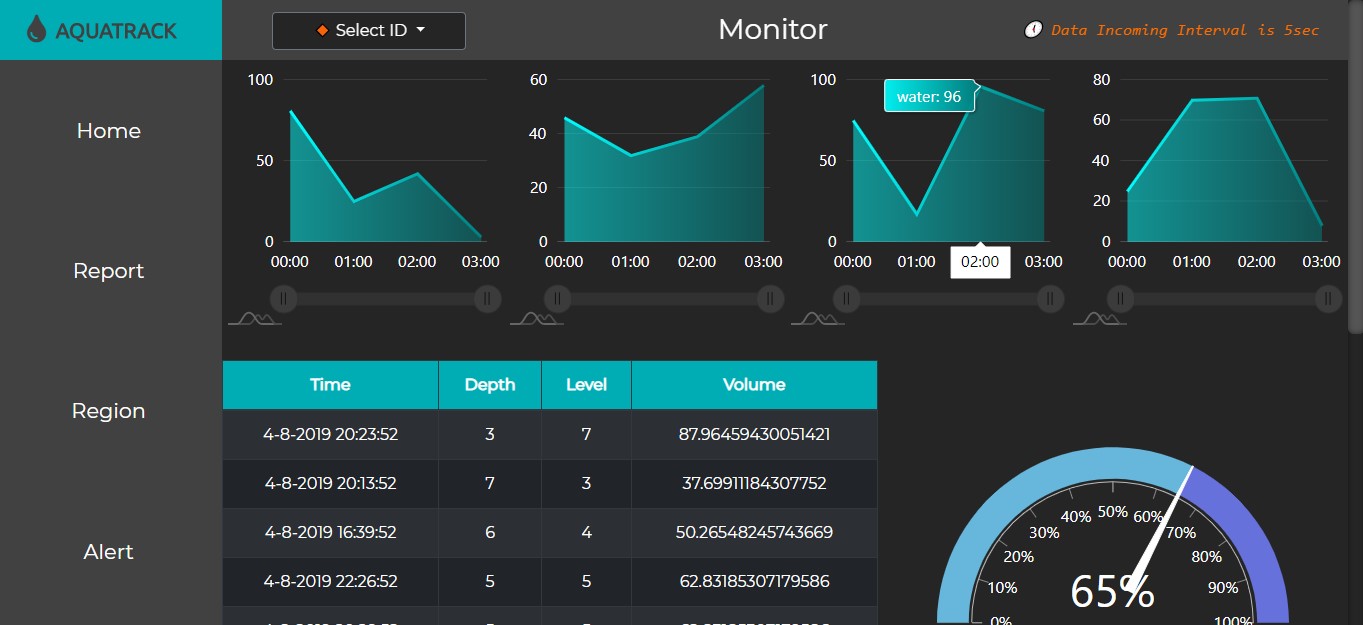 AQUATRACK
Select ID
Monitor
Data Incoming Interval is 5sec
Home
Report
Region
Alert
100
50
0
00:00 01:00 02:00 03:00
60
40
20
0
00:00 01:00 02:00 03:00
100
50
0
water: 96
00:00 01:00 02:00 03:00
80
60
40
20
0
00:00 01:00 02:00 03:00
Time Depth Level Volume
4-8-2019 20:23:52 3 7 87.96459430051421
4-8-2019 20:13:52 7 3 37.69911184307752
4-8-2019 16:39:52 6 4 50.26548245743669
4-8-2019 22:26:52 5 5 62.83185307179586
0% 10% 20% 30% 40% 50% 60% 70% 80% 90% 100%
65%